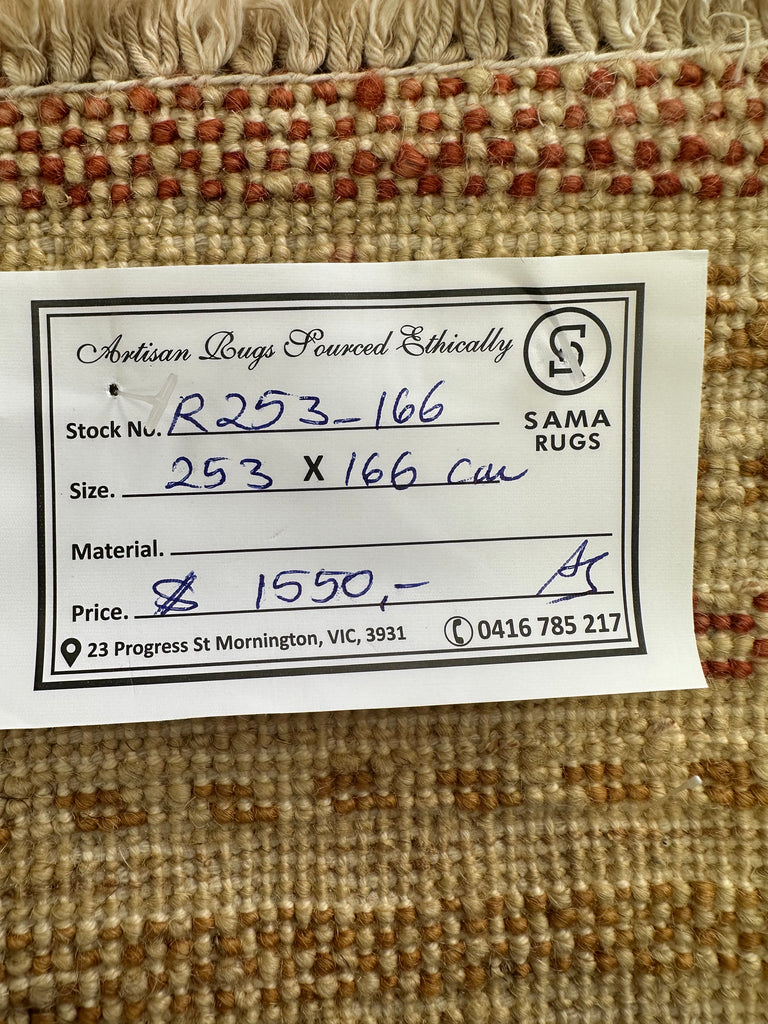 Artisan Rugs Sourced Ethically
S
SAMA
RUGS
Stock No. R253-166
Size. 253 X 166 cm
Material.
Price. $ 1550,-
23 Progress St Mornington, VIC, 3931
0416 785 217